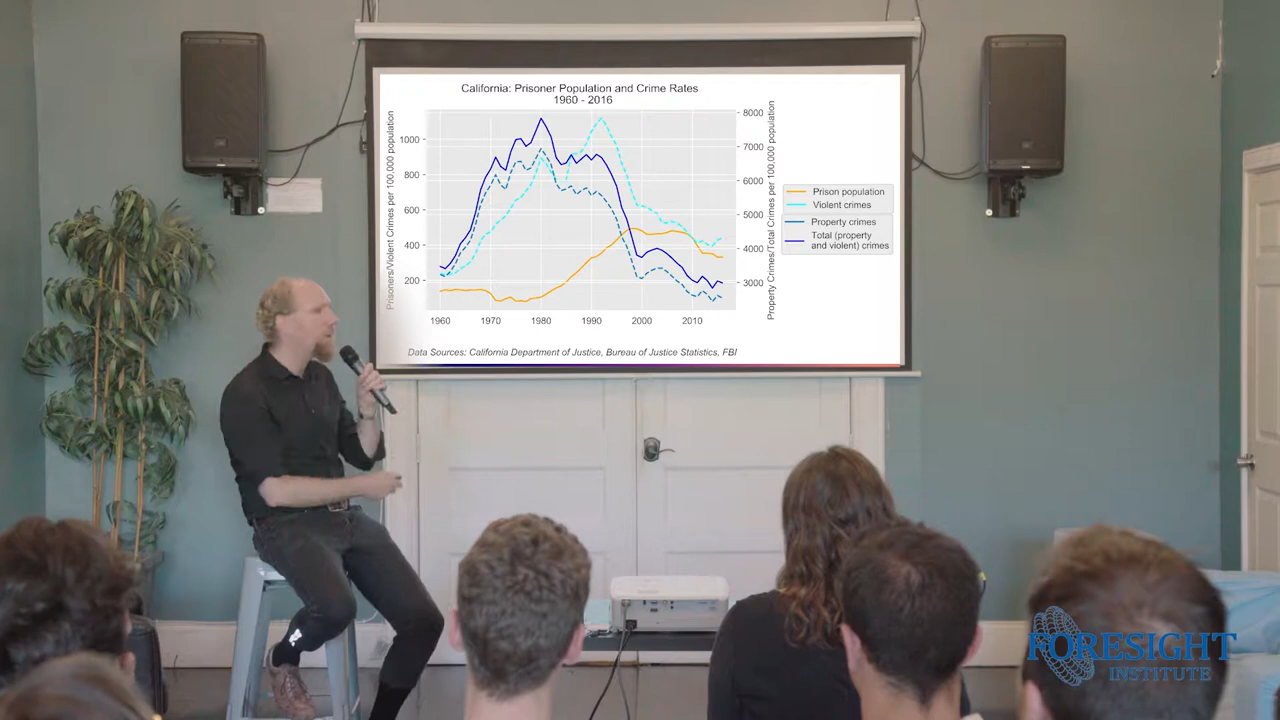 California: Prisoner Population and Crime Rates
1960 - 2016
Prisoners/Violent Crimes per 100,000 population
1000
800
600
400
200
8000
7000
6000
5000
4000
3000
Property Crimes/Total Crimes per 100,000 population
1960 1970 1980 1990 2000 2010
Prison population
Violent crimes
Property crimes
Total (property
and violent) crimes
Data Sources: California Department of Justice, Bureau of Justice Statistics, FBI
FORESIGHT
INSTITUTE